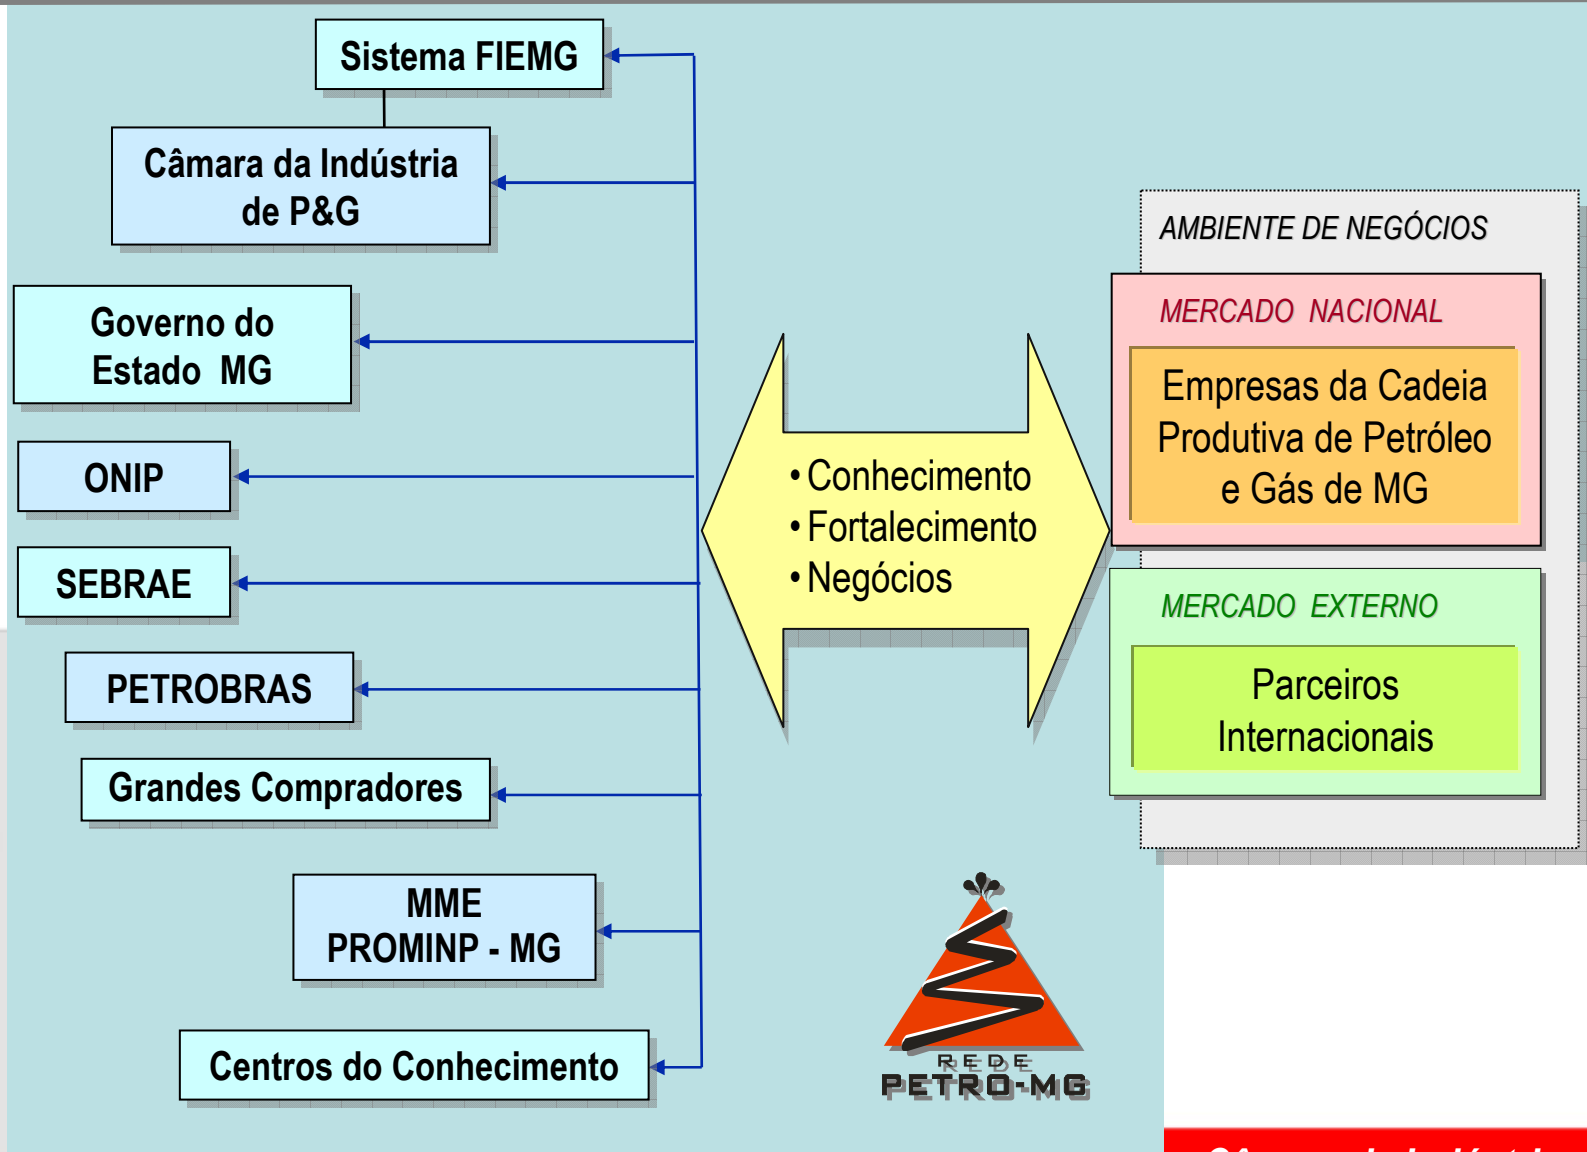 Sistema FIEMG
Câmara da Indústria
de P&G
Governo do
Estado MG
ONIP
SEBRAE
PETROBRAS
Grandes Compradores
MME
PROMINP - MG
Centros do Conhecimento
• Conhecimento
• Fortalecimento
• Negócios
AMBIENTE DE NEGÓCIOS
MERCADO NACIONAL
Empresas da Cadeia
Produtiva de Petróleo
e Gás de MG
MERCADO EXTERNO
Parceiros
Internacionais
REDE
PETRO-MG